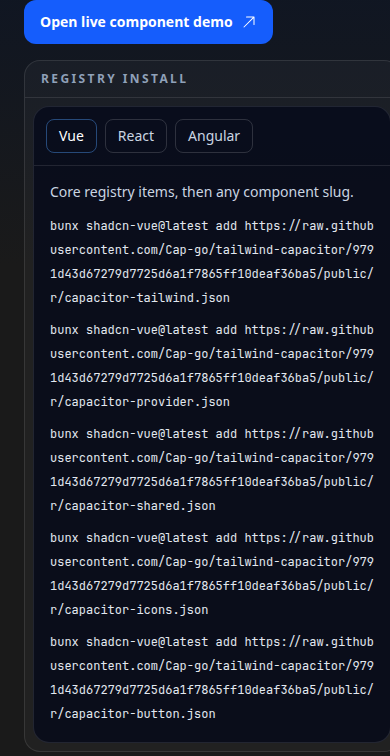 Open live component demo
REGISTRY INSTALL
Vue React Angular
Core registry items, then any component slug.
bunx shadcn-vue@latest add https://raw.github
usercontent.com/Cap-go/tailwind-capacitor/979
1d43d67279d7725d6a1f7865ff10deaf36ba5/public/
r/capacitor-tailwind.json
bunx shadcn-vue@latest add https://raw.github
usercontent.com/Cap-go/tailwind-capacitor/979
1d43d67279d7725d6a1f7865ff10deaf36ba5/public/
r/capacitor-provider.json
bunx shadcn-vue@latest add https://raw.github
usercontent.com/Cap-go/tailwind-capacitor/979
1d43d67279d7725d6a1f7865ff10deaf36ba5/public/
r/capacitor-shared.json
bunx shadcn-vue@latest add https://raw.github
usercontent.com/Cap-go/tailwind-capacitor/979
1d43d67279d7725d6a1f7865ff10deaf36ba5/public/
r/capacitor-icons.json
bunx shadcn-vue@latest add https://raw.github
usercontent.com/Cap-go/tailwind-capacitor/979
1d43d67279d7725d6a1f7865ff10deaf36ba5/public/
r/capacitor-button.json